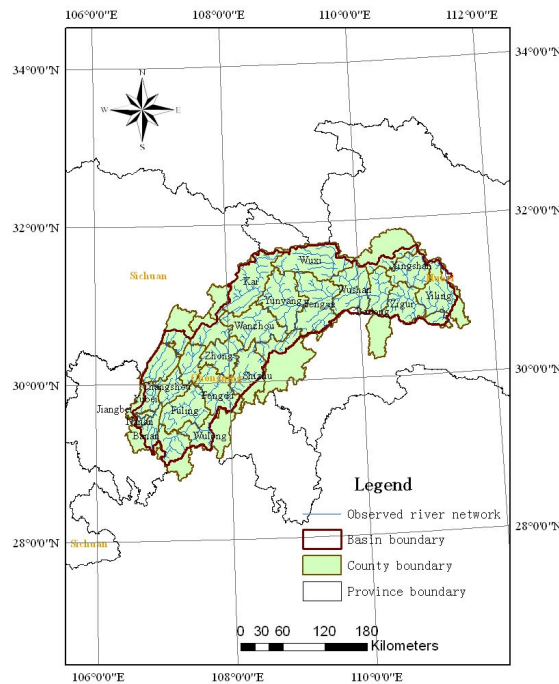 106°0'0"E 108°0'0"E 110°0'0"E 112°0'0"E
34°0'0"N 34°0'0"N
N
W E
S
32°0'0"N 32°0'0"N
Wuxi
Sichuan
Kai
Xingshan
Wushan
Yiling
Yunyang
Fengjie
Zigui
Badong
Wanzhou
Zhong
30°0'0"N 30°0'0"N
Shizhu
Changshou
Fengdu
Jiangbei
Fuling
Banan
Wulong
Legend
Observed river network
28°0'0"N 28°0'0"N
Sichuan
Basin boundary
County boundary
Province boundary
0 30 60 120 180
Kilometers
106°0'0"E 108°0'0"E 110°0'0"E